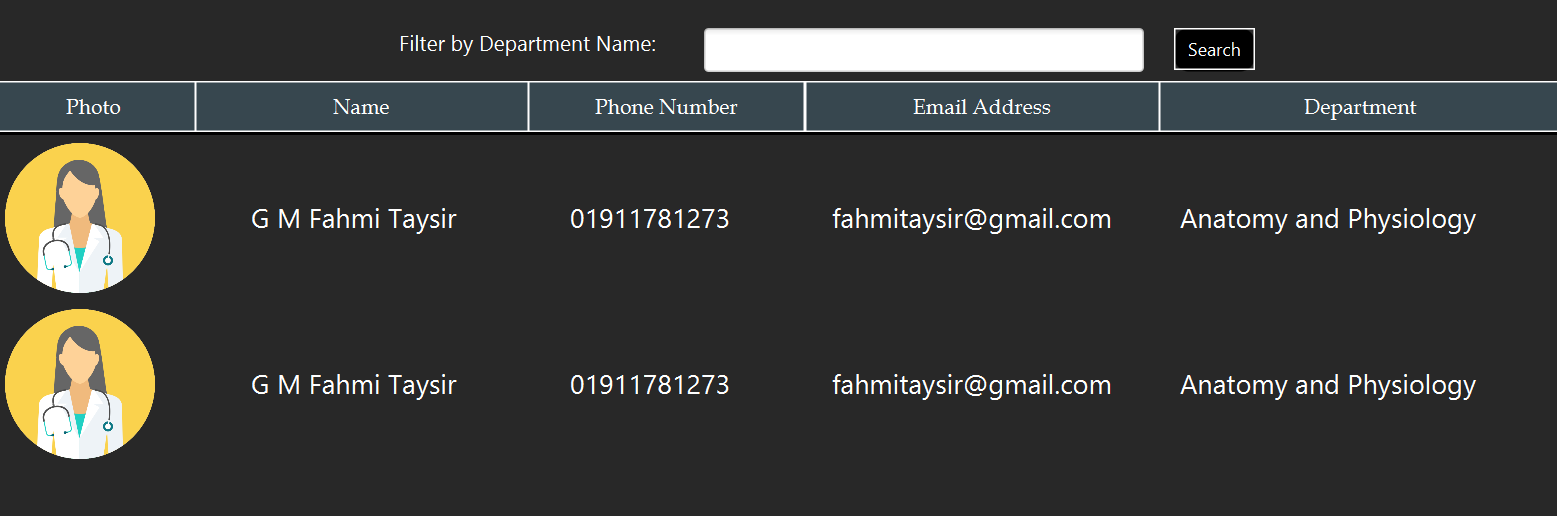 Filter by Department Name: Search
Photo Name Phone Number Email Address Department
G M Fahmi Taysir 01911781273 fahmitaysir@gmail.com Anatomy and Physiology
G M Fahmi Taysir 01911781273 fahmitaysir@gmail.com Anatomy and Physiology